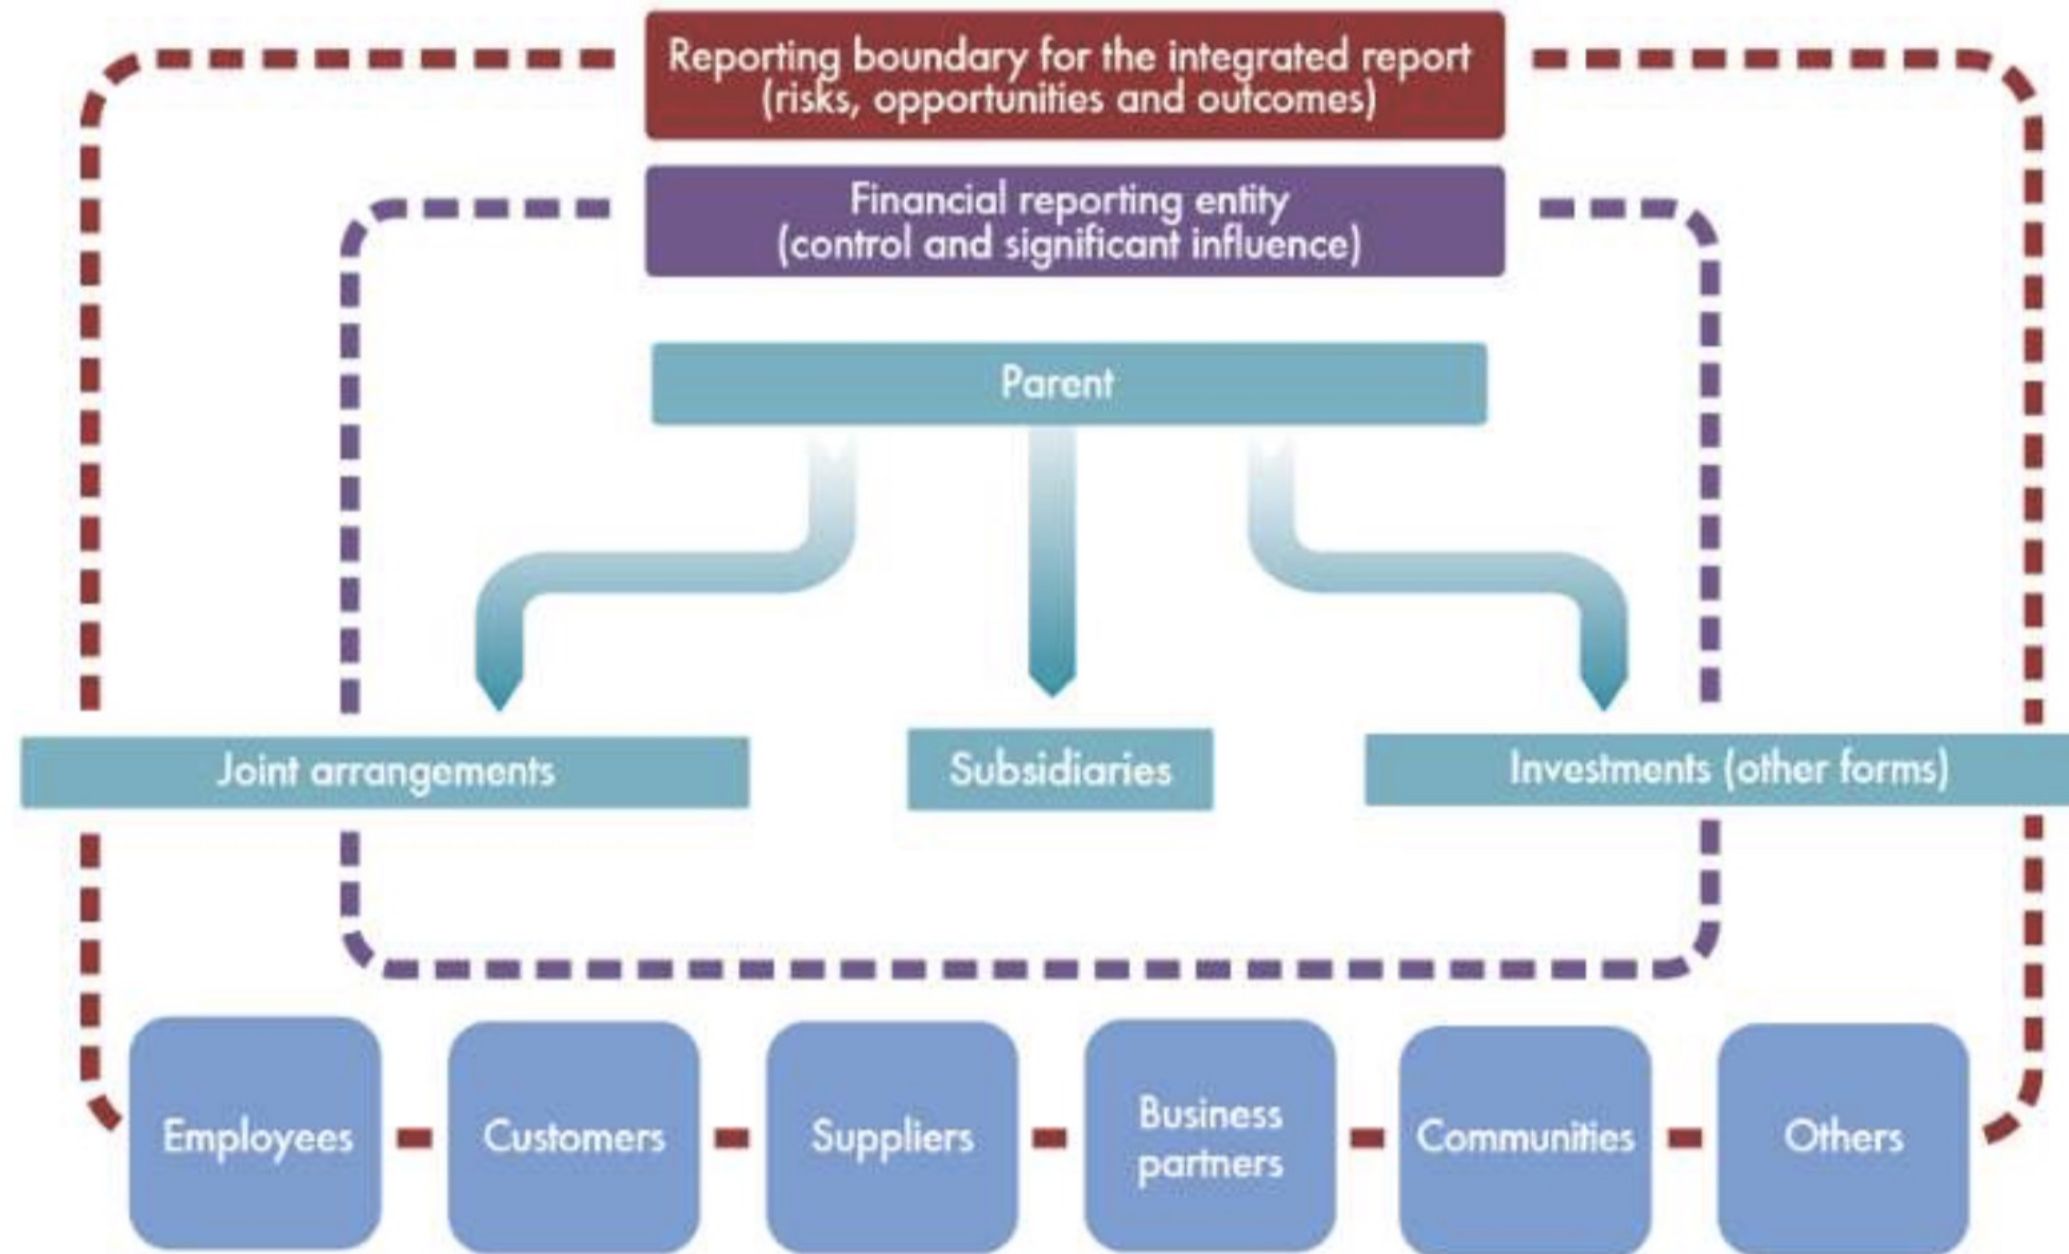 Reporting boundary for the integrated report
(risks, opportunities and outcomes)
Financial reporting entity
(control and significant influence)
Parent
Joint arrangements
Subsidiaries
Investments (other forms)
Employees
Customers
Suppliers
Business
partners
Communities
Others